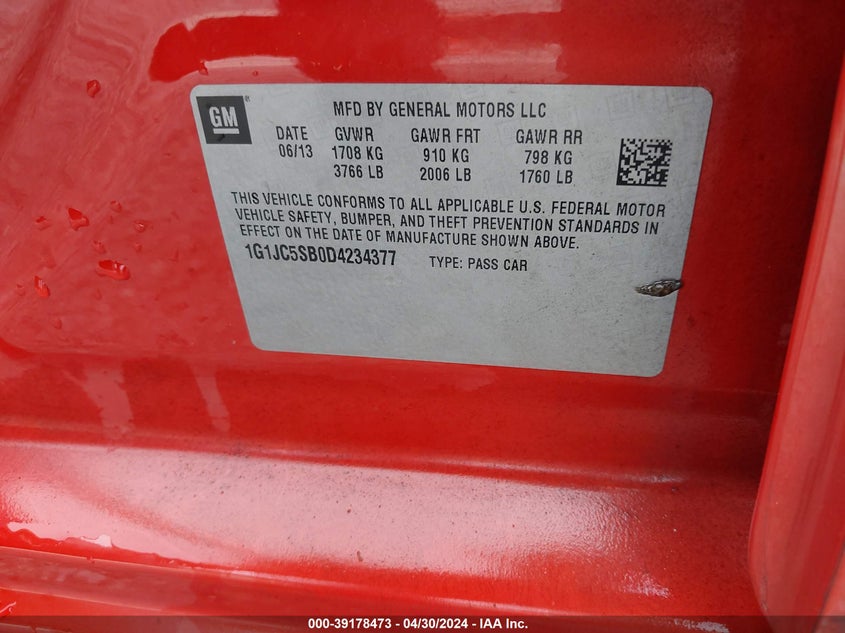 GM ®
MFD BY GENERAL MOTORS LLC
DATE GVWR GAWR FRT GAWR RR
06/13 1708 KG 910 KG 798 KG
3766 LB 2006 LB 1760 LB
THIS VEHICLE CONFORMS TO ALL APPLICABLE U.S. FEDERAL MOTOR
VEHICLE SAFETY, BUMPER, AND THEFT PREVENTION STANDARDS IN
EFFECT ON THE DATE OF MANUFACTURE SHOWN ABOVE.
1G1JC5SB0D4234377 TYPE: PASS CAR
000-39178473 - 04/30/2024 - IAA Inc.